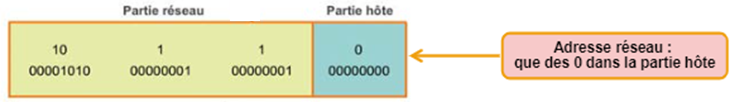 Partie réseau Partie hôte
10 1 1 0
00001010 00000001 00000001 00000000
Adresse réseau :
que des 0 dans la partie hôte